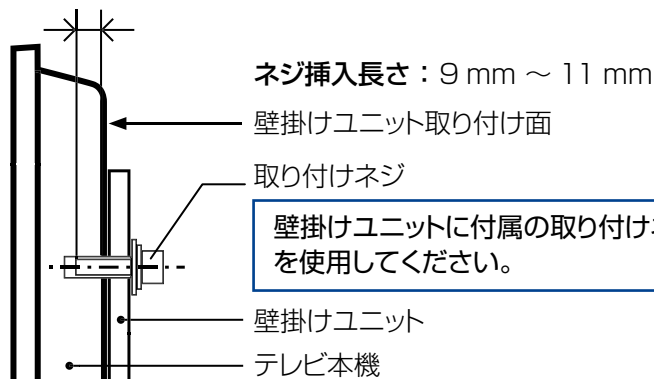 ネジ挿入長さ：9 mm ～ 11 mm
壁掛けユニット取り付け面
取り付けネジ
壁掛けユニットに付属の取り付け
を使用してください。
壁掛けユニット
テレビ本機